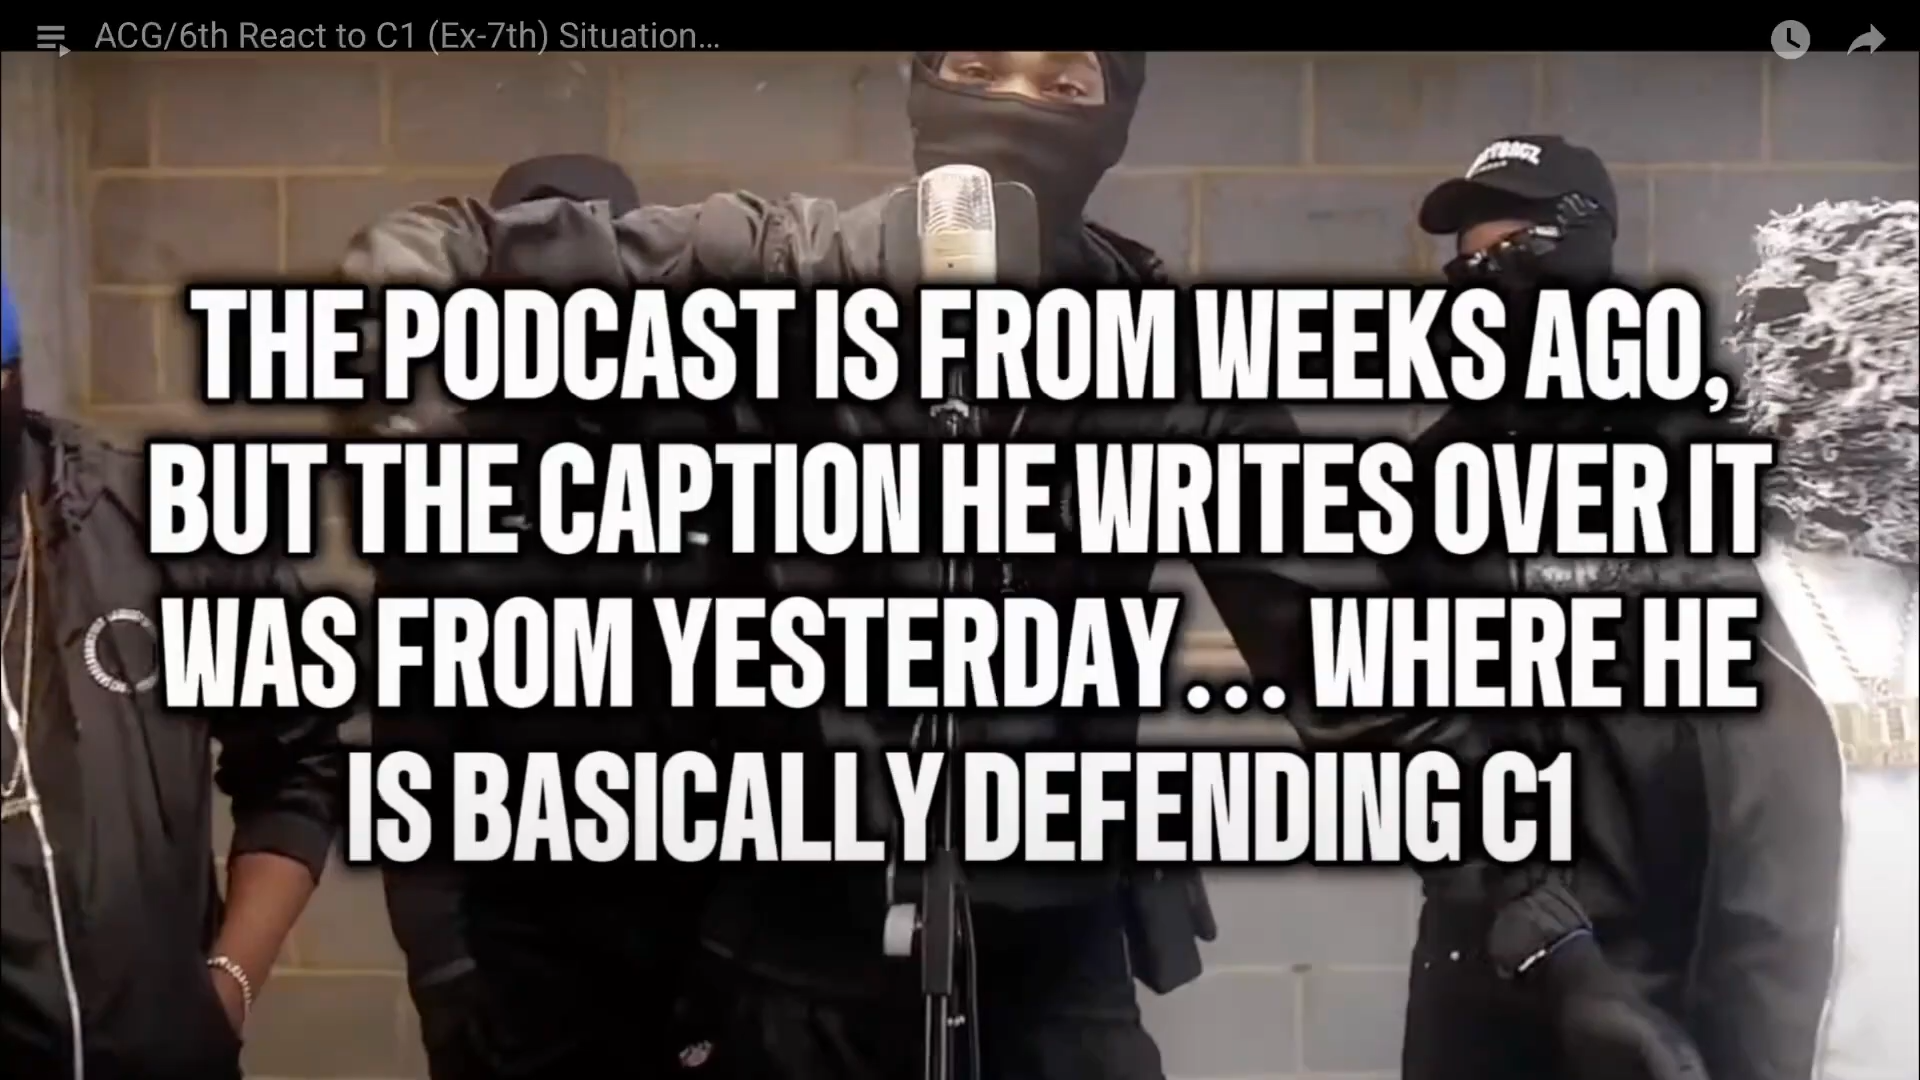 ACG/6th React to C1 (Ex-7th) Situation...
THE PODCAST IS FROM WEEKS AGO,
BUT THE CAPTION HE WRITES OVER IT
WAS FROM YESTERDAY... WHERE HE
IS BASICALLY DEFENDING C1